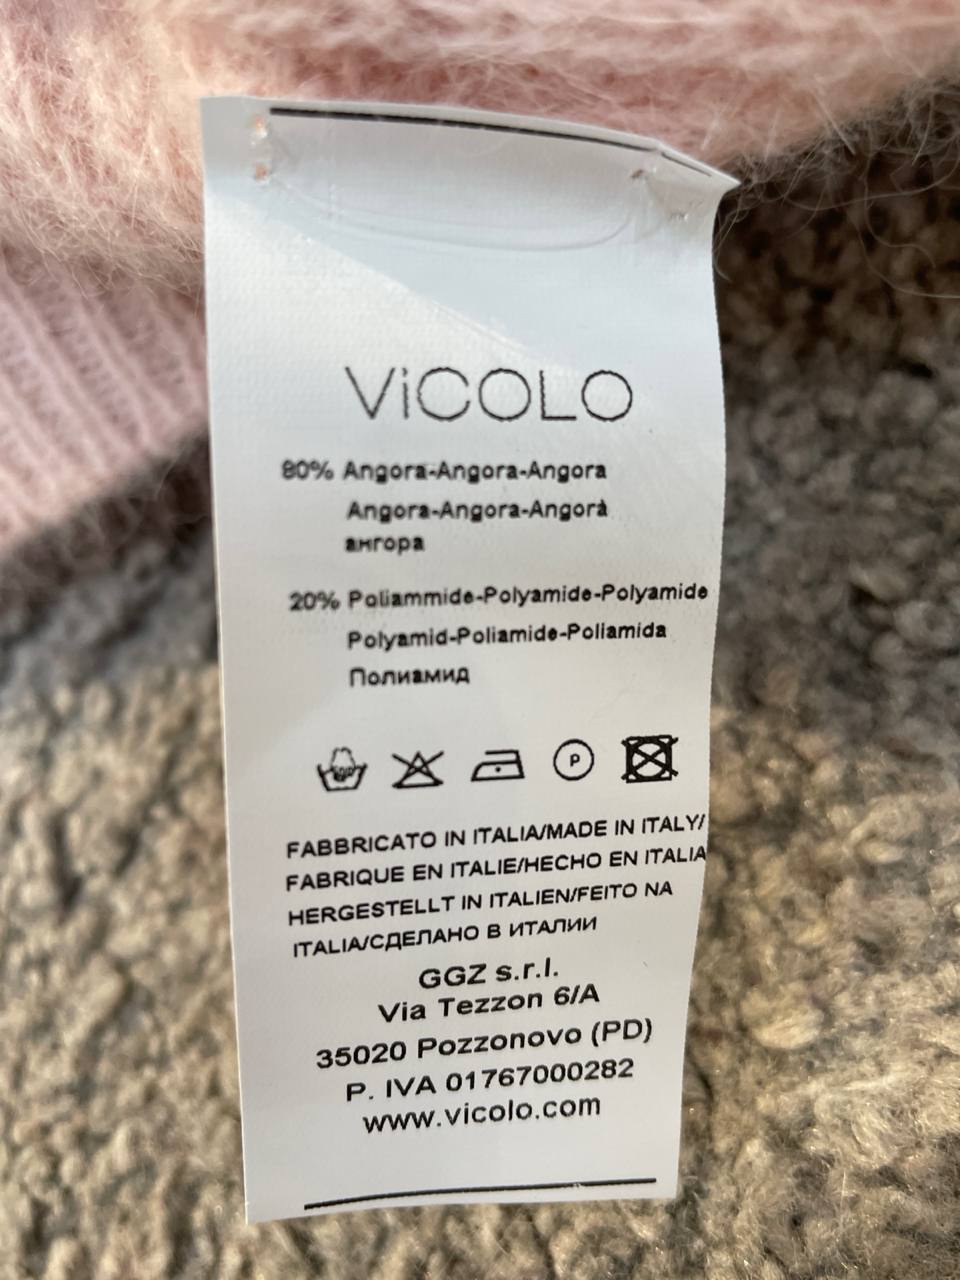 ViCOLO
80% Angora-Angora-Angora
Angora-Angora-Angorà
ангора
20% Poliammide-Polyamide-Polyamide
Polyamid-Poliamide-Poliamida
Полиамид
P
FABBRICATO IN ITALIA/MADE IN ITALY/
FABRIQUE EN ITALIE/HECHO EN ITALIA
HERGESTELLT IN ITALIEN/FEITO NA
ITALIA/СДЕЛАНО В ИТАЛИИ
GGZ s.r.l.
Via Tezzon 6/A
35020 Pozzonovo (PD)
P. IVA 01767000282
www.vicolo.com